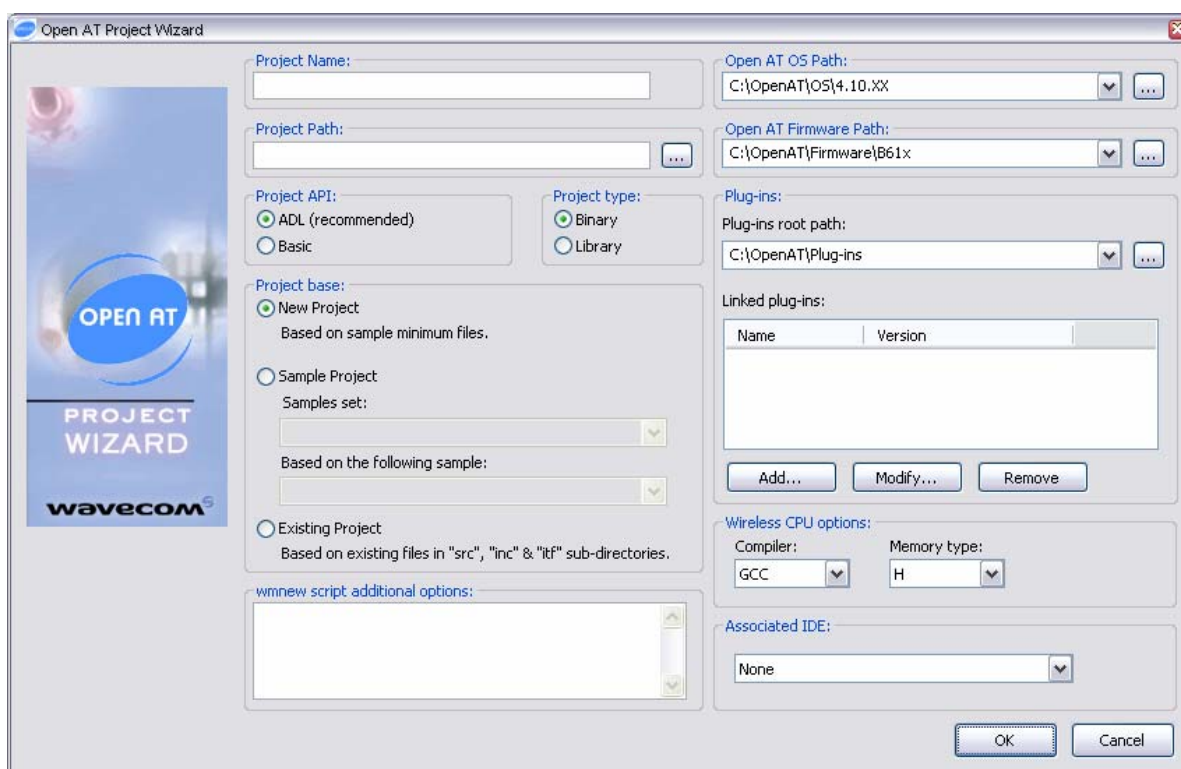 Open AT Project Wizard
OPEN AT
PROJECT
WIZARD
wavecom
Project Name:
Project Path:
...
Project API:
ADL (recommended)
Basic
Project type:
Binary
Library
Project base:
New Project
Based on sample minimum files.
Sample Project
Samples set:
Based on the following sample:
Existing Project
Based on existing files in "src", "inc" & "itf" sub-directories.
wmnew script additional options:
Open AT OS Path:
C:\OpenAT\OS\4.10.XX
...
Open AT Firmware Path:
C:\OpenAT\Firmware\B61x
...
Plug-ins:
Plug-ins root path:
C:\OpenAT\Plug-ins
...
Linked plug-ins:
Name Version
Add... Modify... Remove
Wireless CPU options:
Compiler: Memory type:
GCC H
Associated IDE:
None
OK Cancel